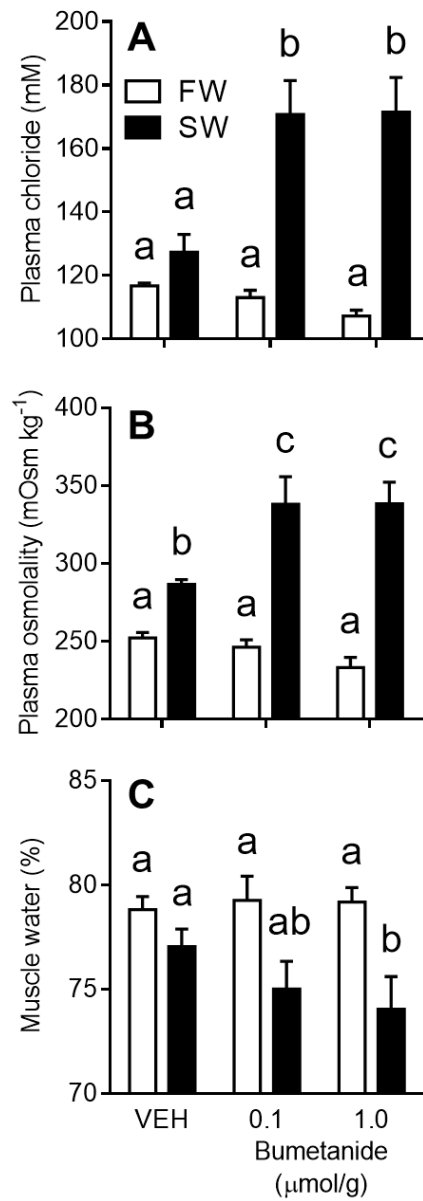 A
Plasma chloride (mM)
200
180
160
140
120
100
FW
SW
a
a
a
b
a
b
B
Plasma osmolality (mOsm kg⁻¹)
400
350
300
250
200
a
b
a
c
a
c
C
Muscle water (%)
85
80
75
70
a
a
a
ab
a
b
VEH
0.1
1.0
Bumetanide
(μmol/g)